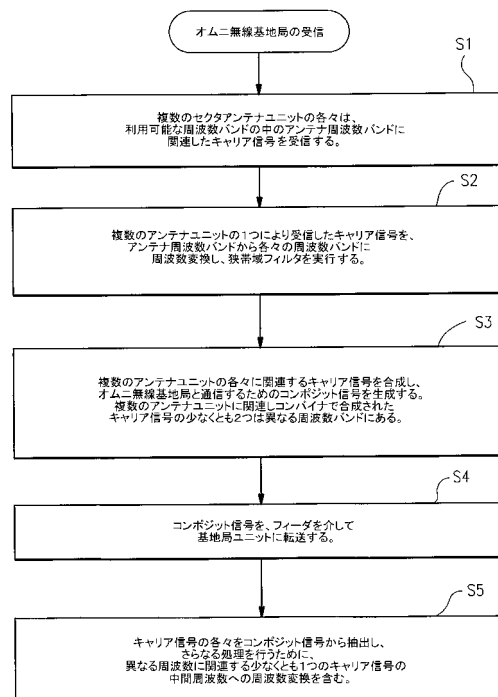 オムニ無線基地局の受信
S1
複数のセクタアンテナユニットの各々は、
利用可能な周波数バンドの中のアンテナ周波数バンドに
関連したキャリア信号を受信する。
S2
複数のアンテナユニットの1つにより受信したキャリア信号を、
アンテナ周波数バンドから各々の周波数バンドに
周波数変換し、狭帯域フィルタを実行する。
S3
複数のアンテナユニットの各々に関連するキャリア信号を合成し、
オムニ無線基地局と通信するためのコンポジット信号を生成する。
複数のアンテナユニットに関連しコンバイナで合成された
キャリア信号の少なくとも2つは異なる周波数バンドにある。
S4
コンポジット信号を、フィーダを介して
基地局ユニットに転送する。
S5
キャリア信号の各々をコンポジット信号から抽出し、
さらなる処理を行うために、
異なる周波数に関連する少なくとも1つのキャリア信号の
中間周波数への周波数変換を含む。